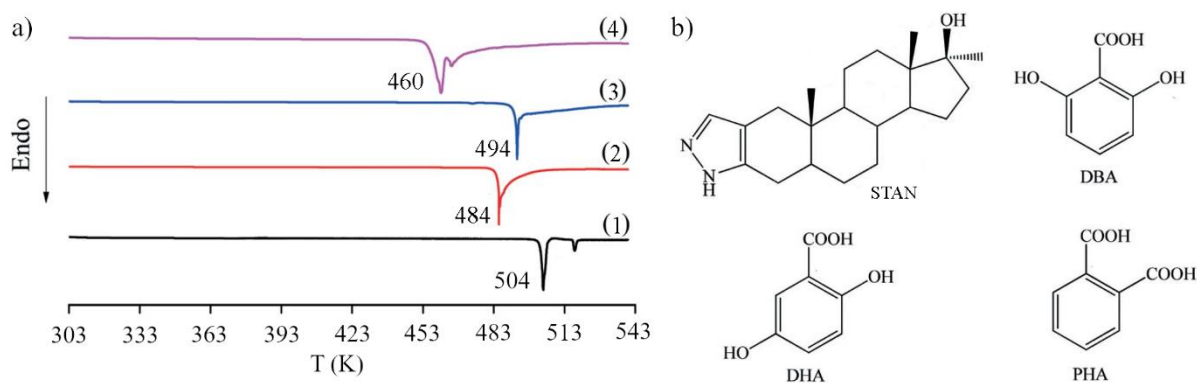 a)
(4)
460
(3)
494
(2)
484
(1)
504
Endo
303 333 363 393 423 453 483 513 543
T (K)
b)
OH
N
N
H
STAN
COOH
HO OH
DBA
COOH
OH
HO
DHA
COOH
COOH
PHA